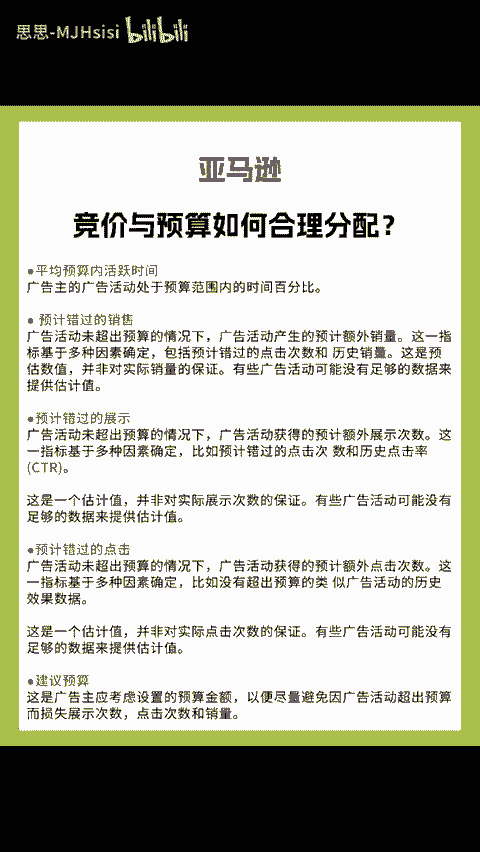 思思-MJHsisi bilibili
亚马逊
竞价与预算如何合理分配？
●平均预算内活跃时间
广告主的广告活动处于预算范围内的时间百分比。
● 预计错过的销售
广告活动未超出预算的情况下，广告活动产生的预计额外销量。这一指
标基于多种因素确定，包括预计错过的点击次数和 历史销量。这是预
估数值，并非对实际销量的保证。有些广告活动可能没有足够的数据来
提供估计值。
●预计错过的展示
广告活动未超出预算的情况下，广告活动获得的预计额外展示次数。这
一指标基于多种因素确定，比如预计错过的点击次 数和历史点击率
(CTR)。
这是一个估计值，并非对实际展示次数的保证。有些广告活动可能没有
足够的数据来提供估计值。
●预计错过的点击
广告活动未超出预算的情况下，广告活动获得的预计额外点击次数。这
一指标基于多种因素确定，比如没有超出预算的类 似广告活动的历史
效果数据。
这是一个估计值，并非对实际点击次数的保证。有些广告活动可能没有
足够的数据来提供估计值。
●建议预算
这是广告主应考虑设置的预算金额，以便尽量避免因广告活动超出预算
而损失展示次数，点击次数和销量。